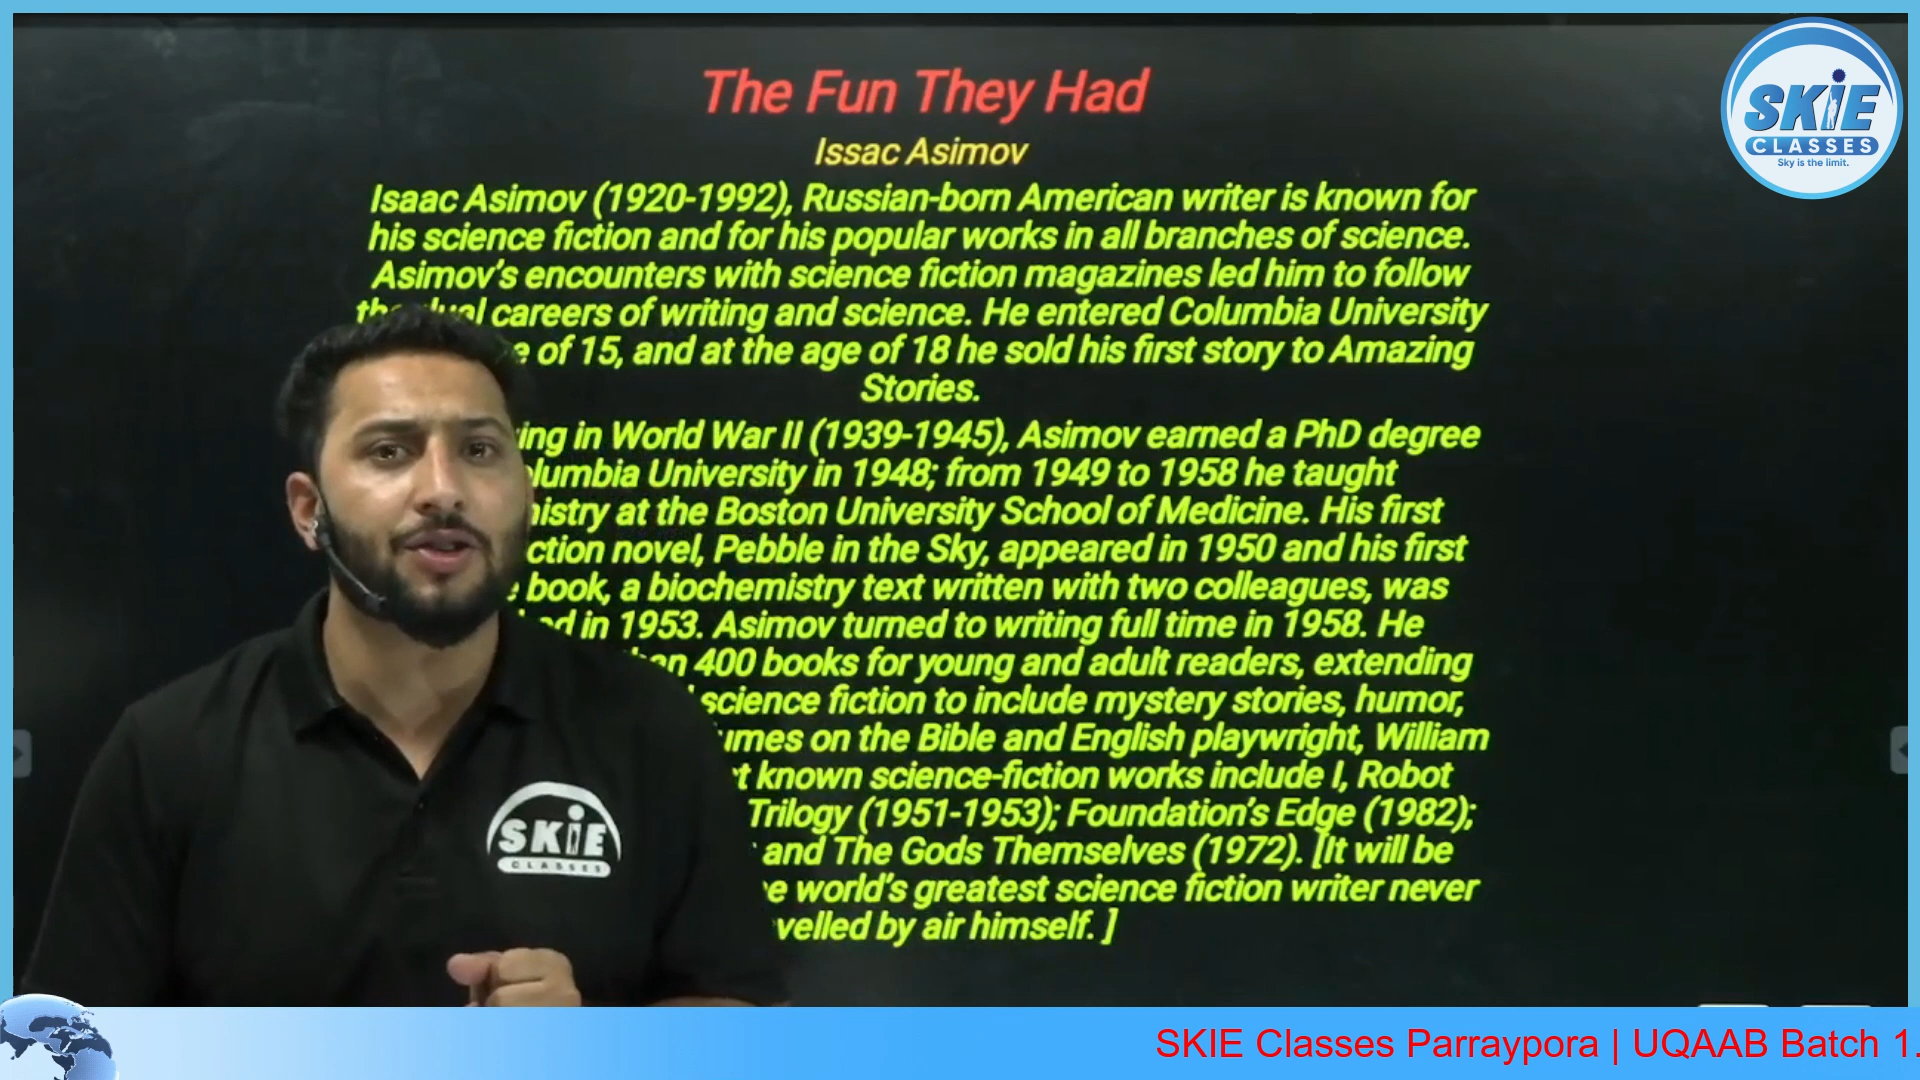 The Fun They Had
Issac Asimov
Isaac Asimov (1920-1992), Russian-born American writer is known for
his science fiction and for his popular works in all branches of science.
Asimov's encounters with science fiction magazines led him to follow
careers of writing and science. He entered Columbia University
of 15, and at the age of 18 he sold his first story to Amazing
Stories.
in World War II (1939-1945), Asimov earned a PhD degree
University in 1948; from 1949 to 1958 he taught
at the Boston University School of Medicine. His first
novel, Pebble in the Sky, appeared in 1950 and his first
book, a biochemistry text written with two colleagues, was
in 1953. Asimov turned to writing full time in 1958. He
400 books for young and adult readers, extending
science fiction to include mystery stories, humor,
on the Bible and English playwright, William
known science-fiction works include I, Robot
Trilogy (1951-1953); Foundation's Edge (1982);
and The Gods Themselves (1972). [It will be
world's greatest science fiction writer never
by air himself. ]
SKIE
CLASSES
Sky is the limit.
SKIE
CLASSES
SKIE Classes Parraypora | UQAAB Batch 1.